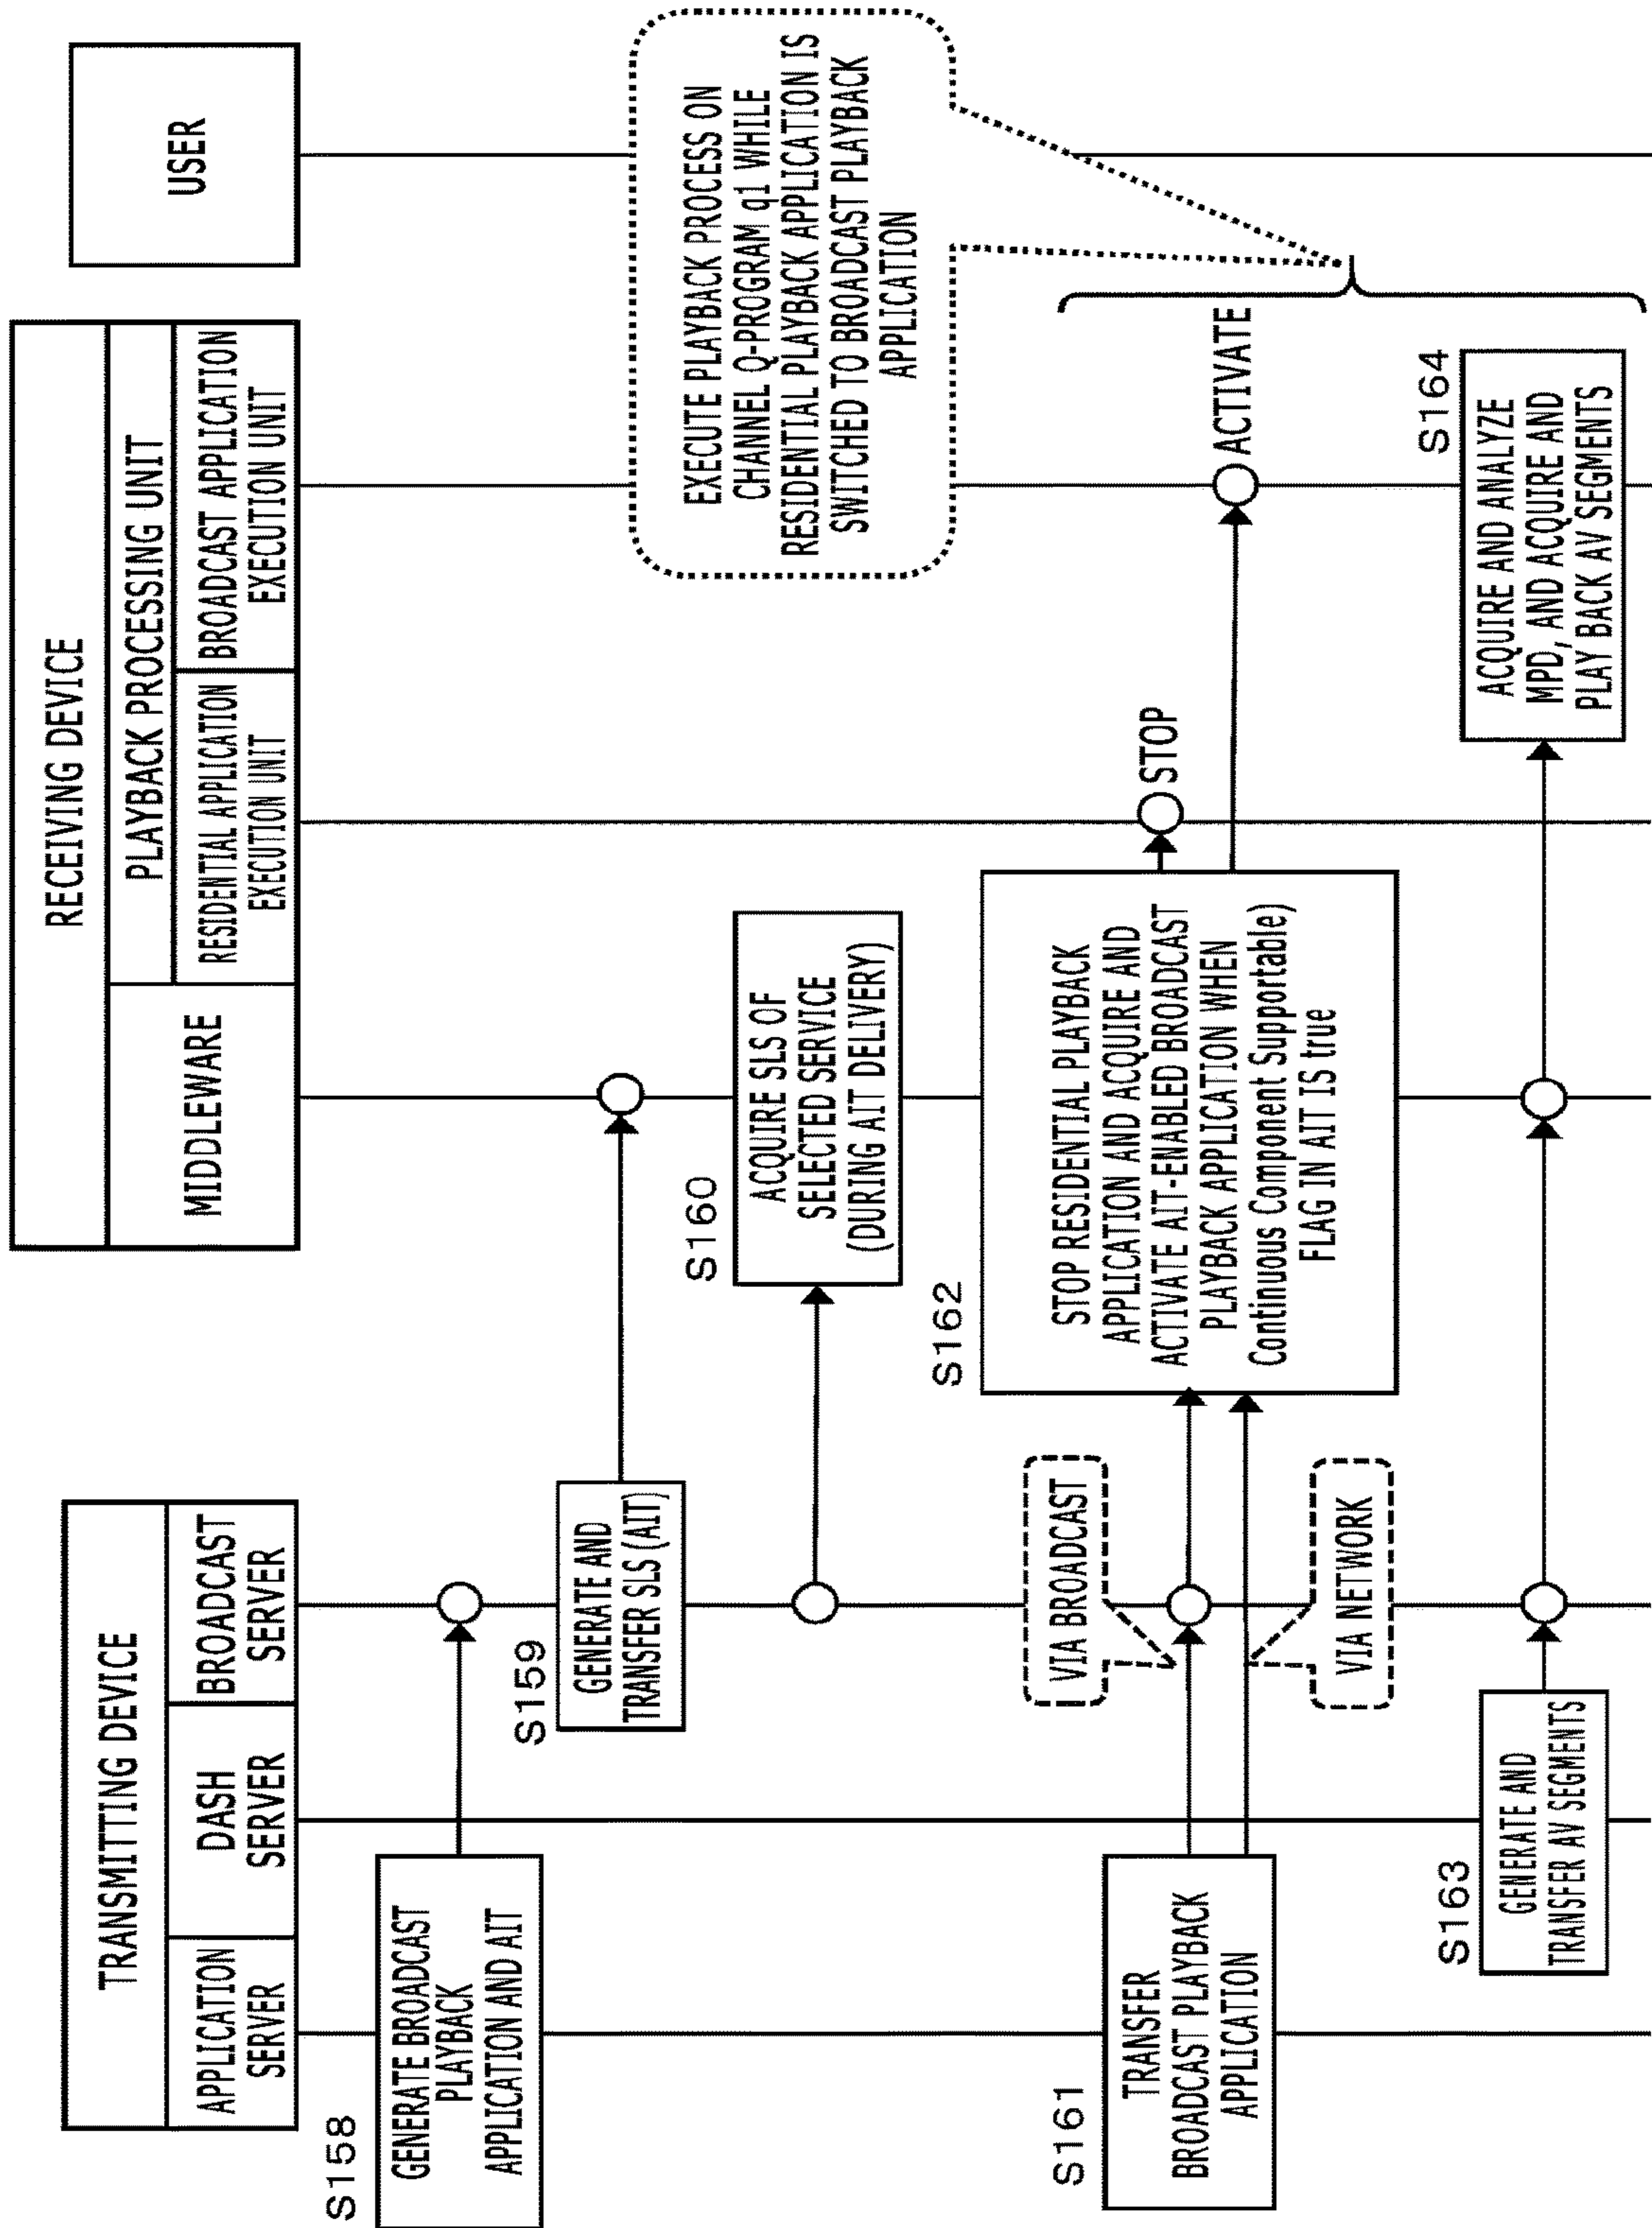 TRANSMITTING DEVICE
APPLICATION
SERVER
DASH
SERVER
BROADCAST
SERVER
RECEIVING DEVICE
MIDDLEWARE
PLAYBACK PROCESSING UNIT
RESIDENTIAL APPLICATION
EXECUTION UNIT
BROADCAST APPLICATION
EXECUTION UNIT
USER
S158
GENERATE BROADCAST
PLAYBACK
APPLICATION AND AIT
S159
GENERATE AND
TRANSFER SLS (AIT)
S160
ACQUIRE SLS OF
SELECTED SERVICE
(DURING AIT DELIVERY)
EXECUTE PLAYBACK PROCESS ON
CHANNEL Q-PROGRAM q1 WHILE
RESIDENTIAL PLAYBACK APPLICATION IS
SWITCHED TO BROADCAST PLAYBACK
APPLICATION
S161
TRANSFER
BROADCAST PLAYBACK
APPLICATION
VIA BROADCAST
VIA NETWORK
S162
STOP RESIDENTIAL PLAYBACK
APPLICATION AND ACQUIRE AND
ACTIVATE AIT-ENABLED BROADCAST
PLAYBACK APPLICATION WHEN
Continuous Component Supportable)
FLAG IN AIT IS true
STOP
ACTIVATE
S163
GENERATE AND
TRANSFER AV SEGMENTS
S164
ACQUIRE AND ANALYZE
MPD, AND ACQUIRE AND
PLAY BACK AV SEGMENTS